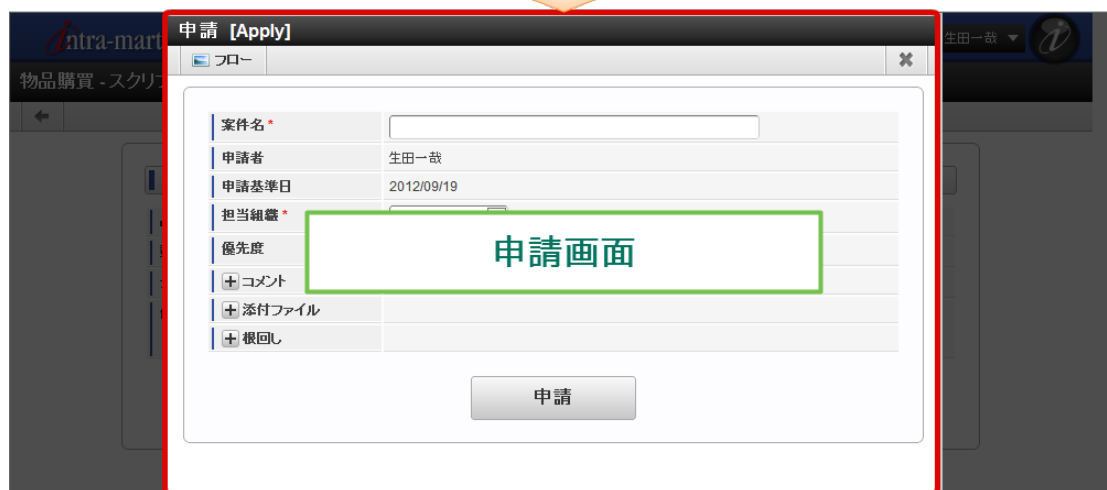 intra-mart
生田一哉
申請 [Apply]
フロー
物品購買 - スクリプ
案件名*
申請者 生田一哉
申請基準日 2012/09/19
担当組織*
優先度
申請画面
コメント
添付ファイル
根回し
申請